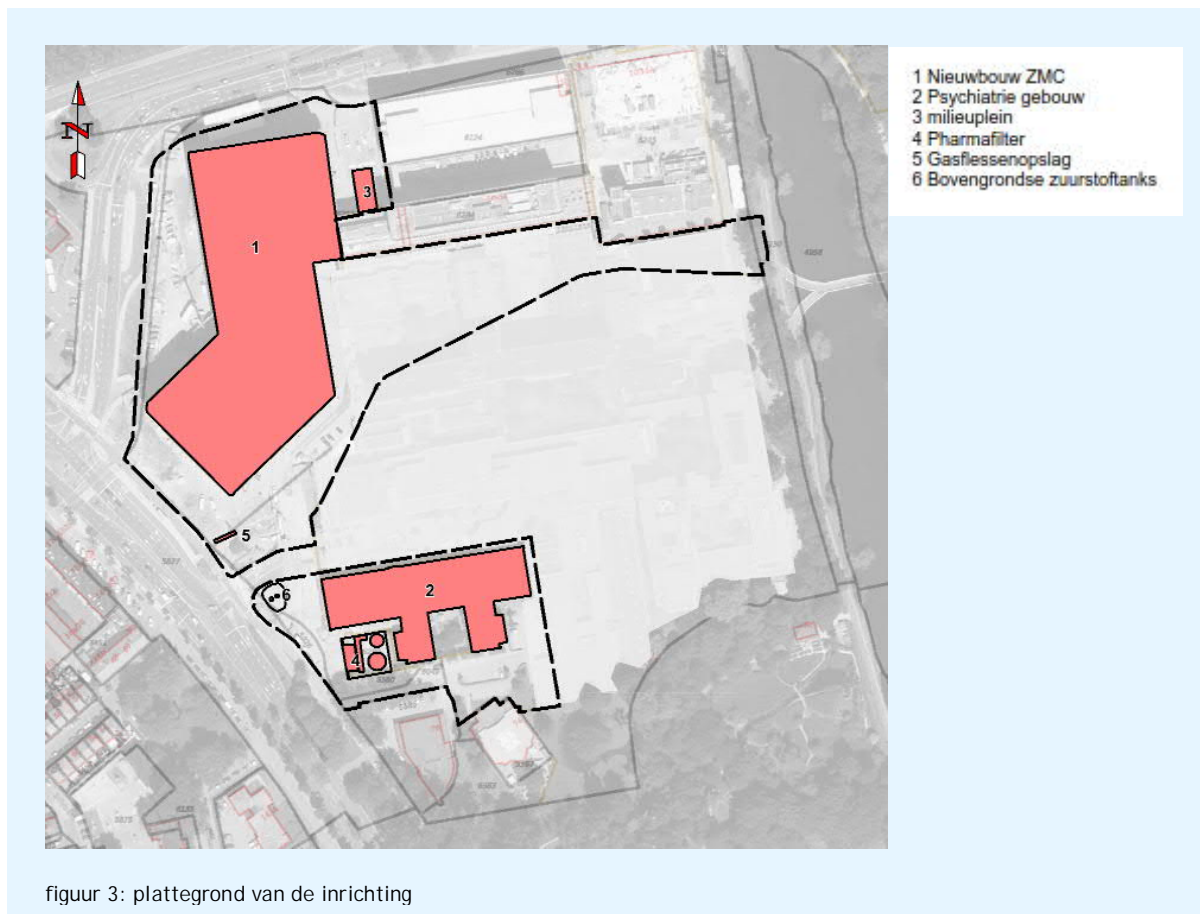 1 Nieuwbouw ZMC
2 Psychiatrie gebouw
3 milieuplein
4 Pharmafilter
5 Gasflessenopslag
6 Bovengrondse zuurstoftanks
N
3
1
5
6
2
4
figuur 3: plattegrond van de inrichting